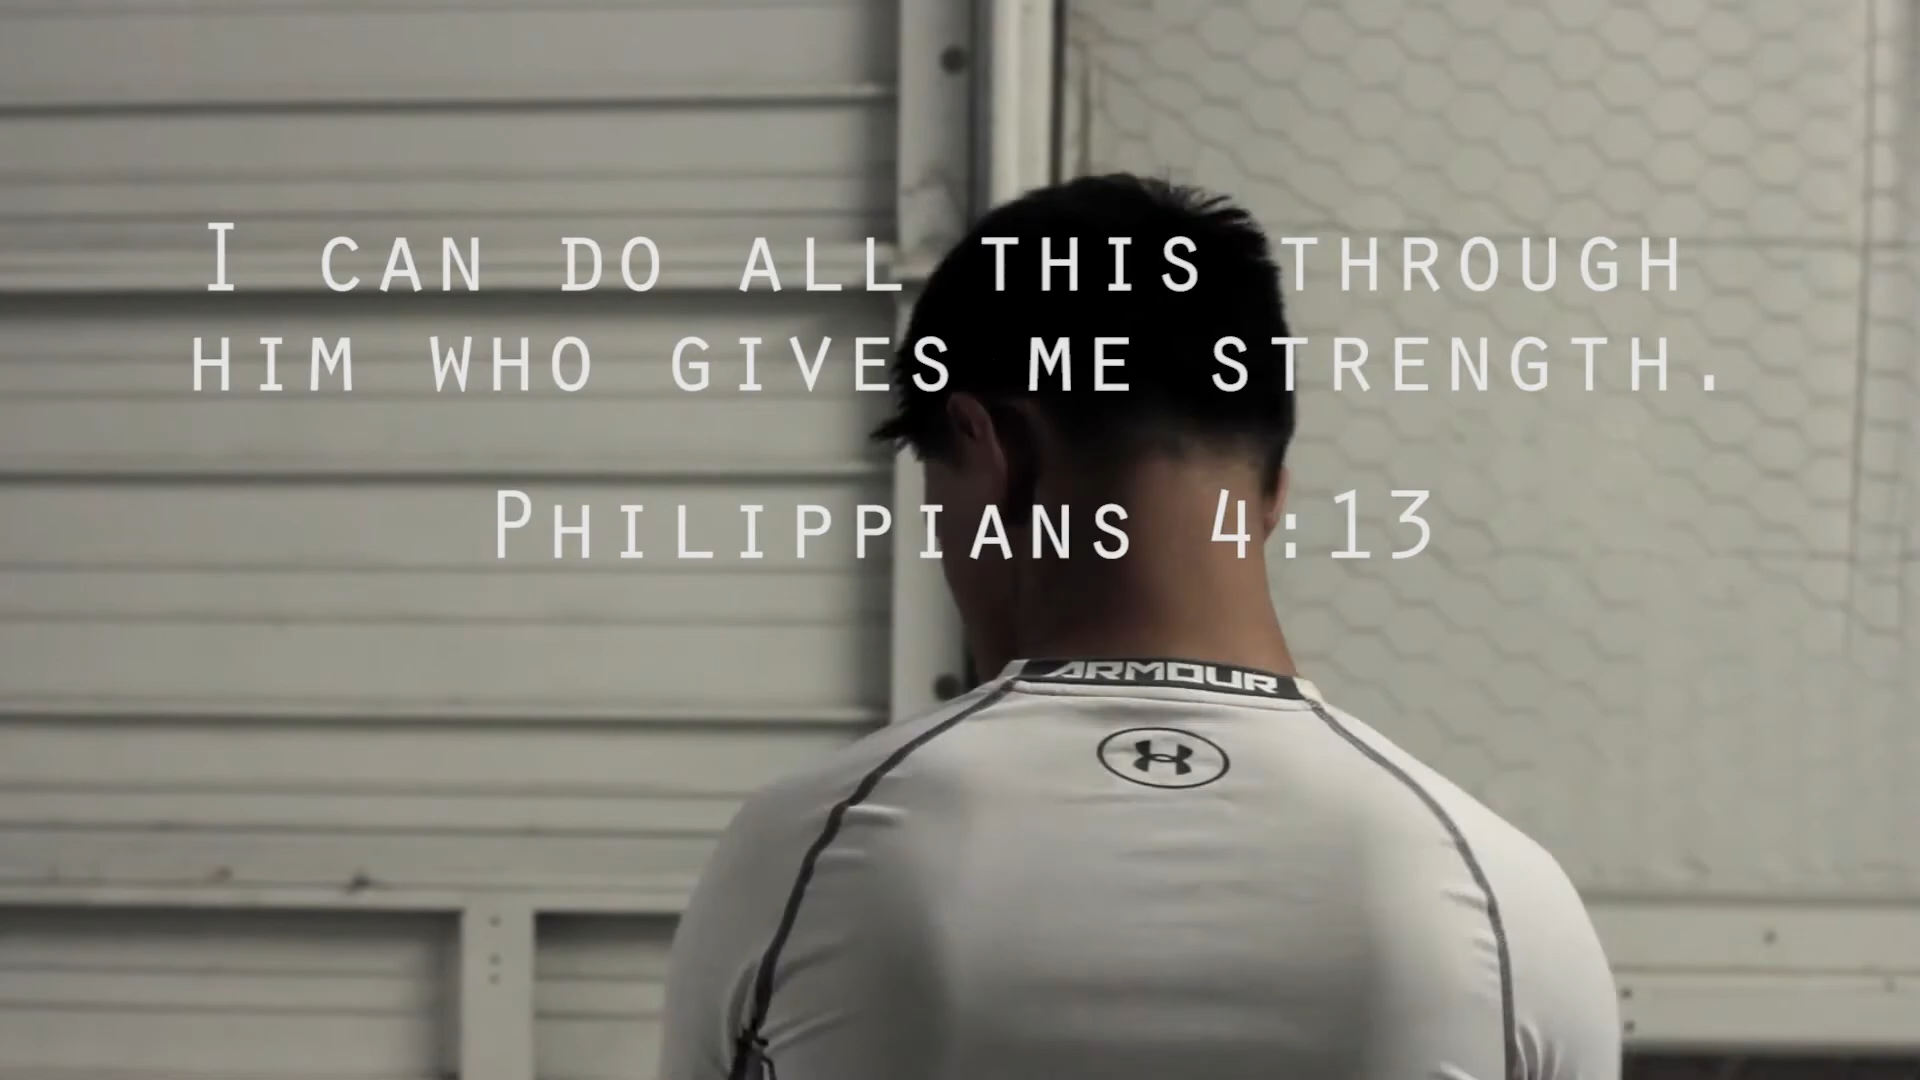 I CAN DO ALL THIS THROUGH
HIM WHO GIVES ME STRENGTH.
PHILIPPIANS 4:13
ARMOUR